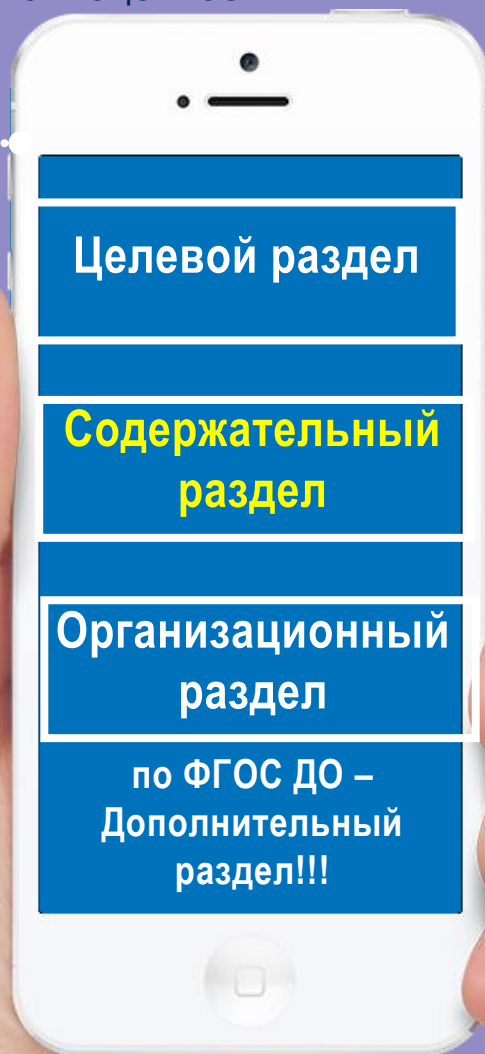 Целевой раздел
Содержательный
раздел
Организационный
раздел
по ФГОС ДО –
Дополнительный
раздел!!!